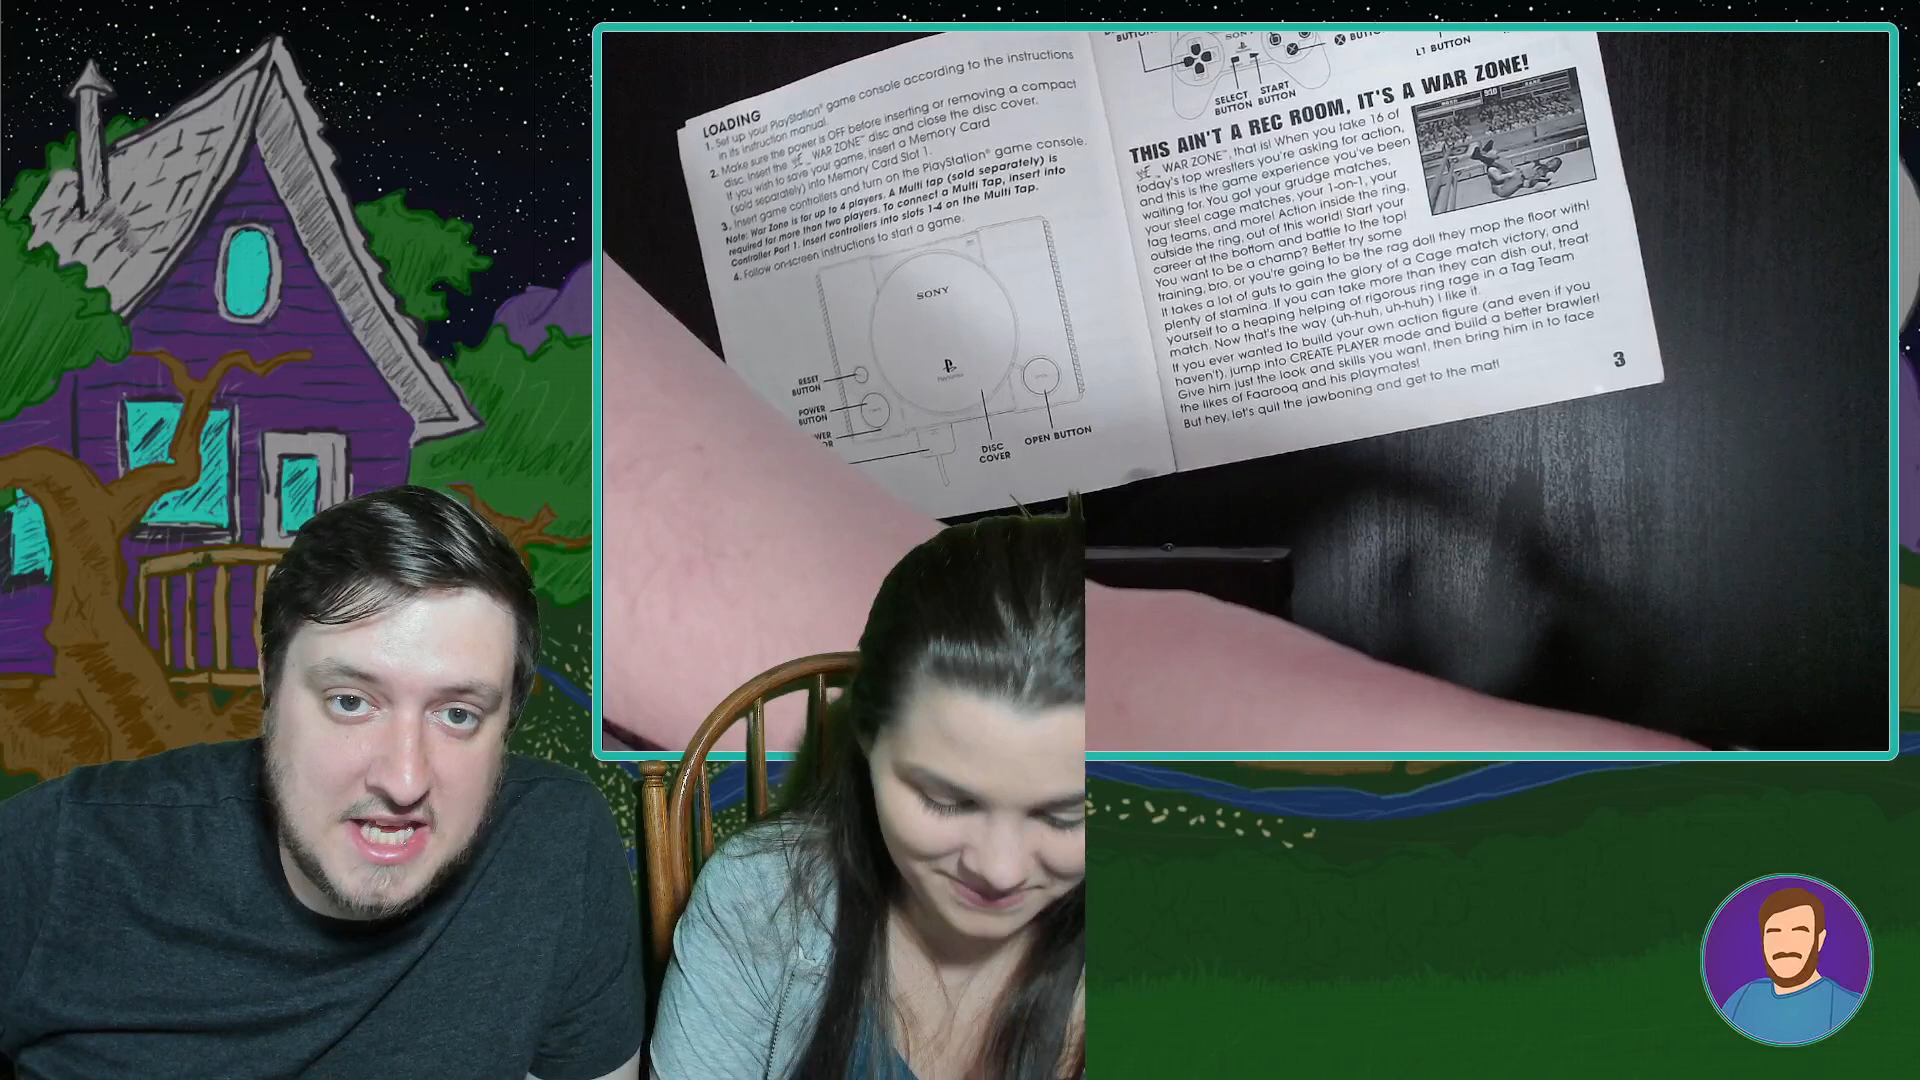 LOADING
1. Set up your PlayStation® game console according to the instructions
in its instruction manual.
2. Make sure the power is OFF before inserting or removing a compact
disc. Insert the WAR ZONE™ disc and close the disc cover.
If you wish to save your game, insert a Memory Card
(sold separately) into Memory Card Slot 1.
3. Insert game controllers and turn on the PlayStation® game console.
Note: War Zone is for up to 4 players. A Multi tap (sold separately) is
required for more than two players. To connect a Multi Tap, insert into
Controller Port 1. Insert controllers into slots 1-4 on the Multi Tap.
4. Follow on-screen instructions to start a game.
SONY
PlayStation
RESET
BUTTON
POWER
BUTTON
DISC
COVER
OPEN BUTTON
SONY
SELECT
BUTTON
START
BUTTON
L1 BUTTON
THIS AIN'T A REC ROOM, IT'S A WAR ZONE!
WAR ZONE™, that is! When you take 16 of
today's top wrestlers you're asking for action,
and this is the game experience you've been
waiting for. You got your grudge matches,
your steel cage matches, your 1-on-1, your
tag teams, and more! Action inside the ring,
outside the ring, out of this world! Start your
career at the bottom and battle to the top!
You want to be a champ? Better try some
training, bro, or you're going to be the rag doll they mop the floor with!
It takes a lot of guts to gain the glory of a Cage match victory, and
plenty of stamina. If you can take more than they can dish out, treat
yourself to a heaping helping of rigorous ring rage in a Tag Team
match. Now that's the way (uh-huh, uh-huh) I like it.
If you ever wanted to build your own action figure (and even if you
haven't), jump into CREATE PLAYER mode and build a better brawler!
Give him just the look and skills you want, then bring him in to face
the likes of Faarooq and his playmates!
But hey, let's quit the jawboning and get to the mat!
3